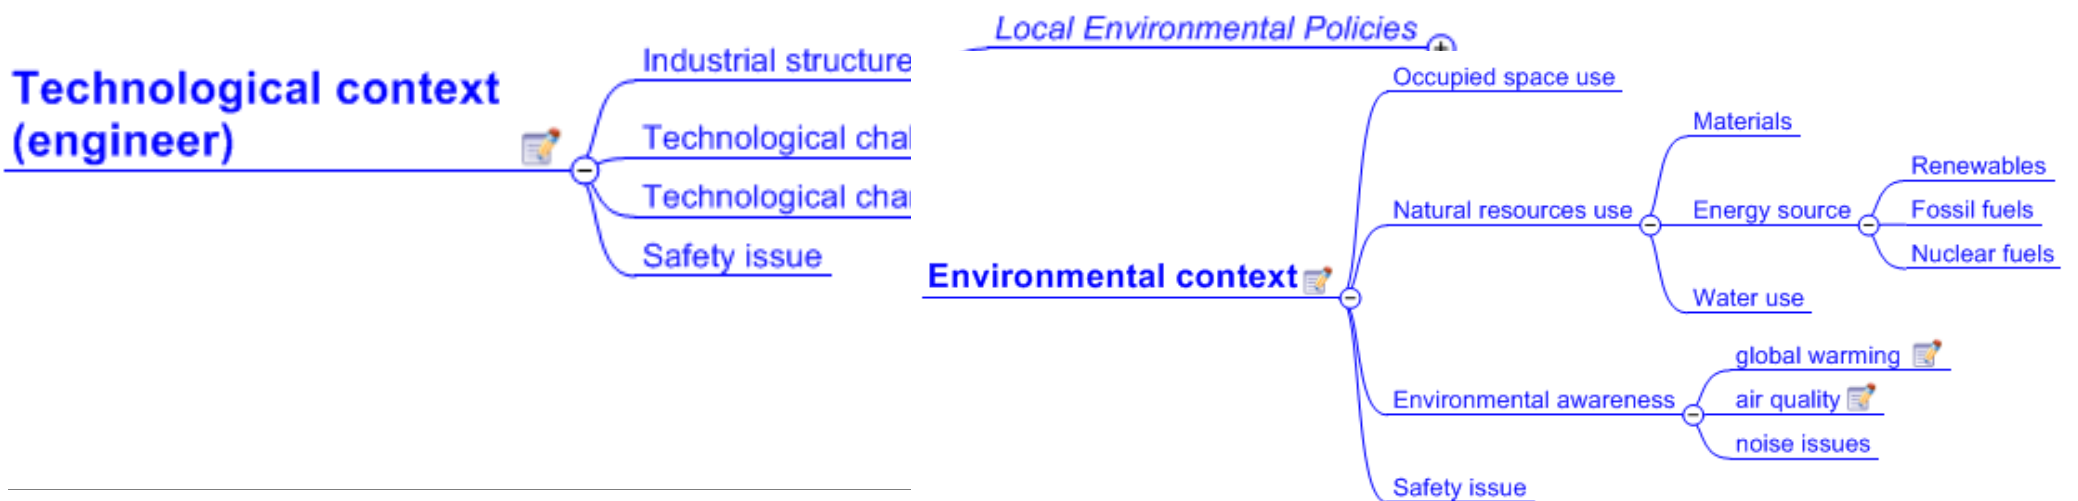 Technological context
(engineer)
Industrial structure
Technological
Technological
Safety issue
Local Environmental Policies
Environmental context
Occupied space use
Natural resources use
Materials
Energy source
Renewables
Fossil fuels
Nuclear fuels
Water use
Environmental awareness
global warming
air quality
noise issues
Safety issue